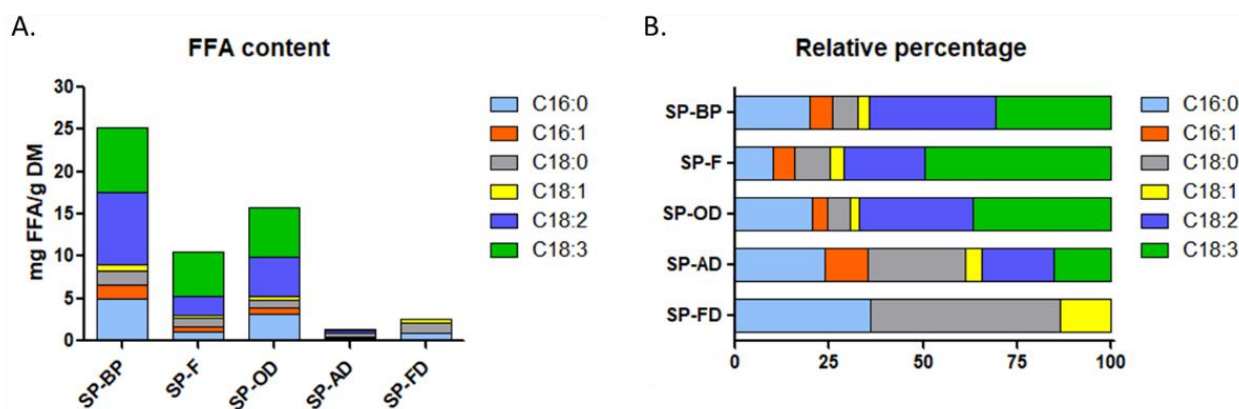 A.
FFA content
mg FFA/g DM
30
25
20
15
10
5
0
SP-BP
SP-F
SP-OD
SP-AD
SP-FD
C16:0
C16:1
C18:0
C18:1
C18:2
C18:3
B.
Relative percentage
SP-BP
SP-F
SP-OD
SP-AD
SP-FD
0 25 50 75 100
C16:0
C16:1
C18:0
C18:1
C18:2
C18:3